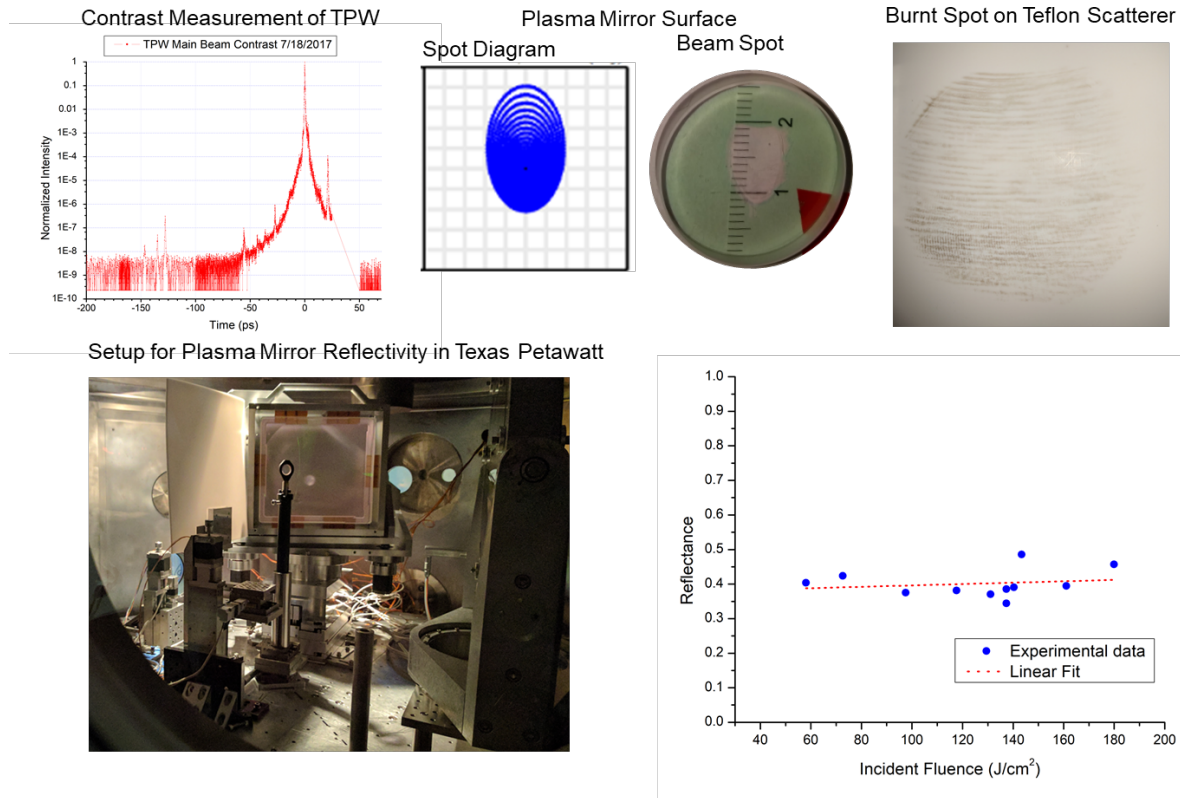 Contrast Measurement of TPW
TPW Main Beam Contrast 7/18/2017
Normalized Intensity
1
0.1
0.01
1E-3
1E-4
1E-5
1E-6
1E-7
1E-8
1E-9
1E-10
-200
-150
-100
-50
0
50
Time (ps)
Plasma Mirror Surface
Spot Diagram
Beam Spot
2
1
Burnt Spot on Teflon Scatterer
Setup for Plasma Mirror Reflectivity in Texas Petawatt
Reflectance
1.0
0.9
0.8
0.7
0.6
0.5
0.4
0.3
0.2
0.1
0.0
Experimental data
Linear Fit
40
60
80
100
120
140
160
180
200
Incident Fluence (J/cm²)